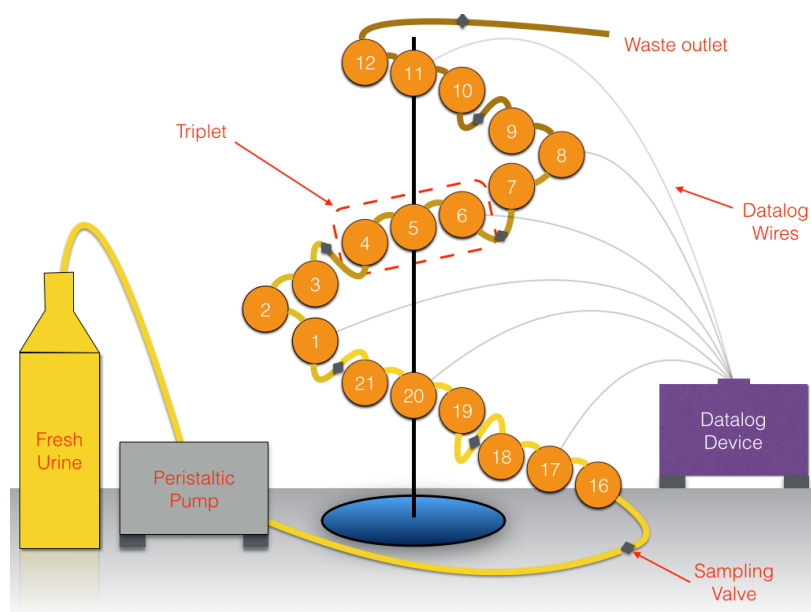 Waste outlet
12
11
10
9
8
Triplet
7
6
5
4
Datalog
Wires
3
2
1
21
20
19
18
17
16
Fresh
Urine
Peristaltic
Pump
Datalog
Device
Sampling
Valve